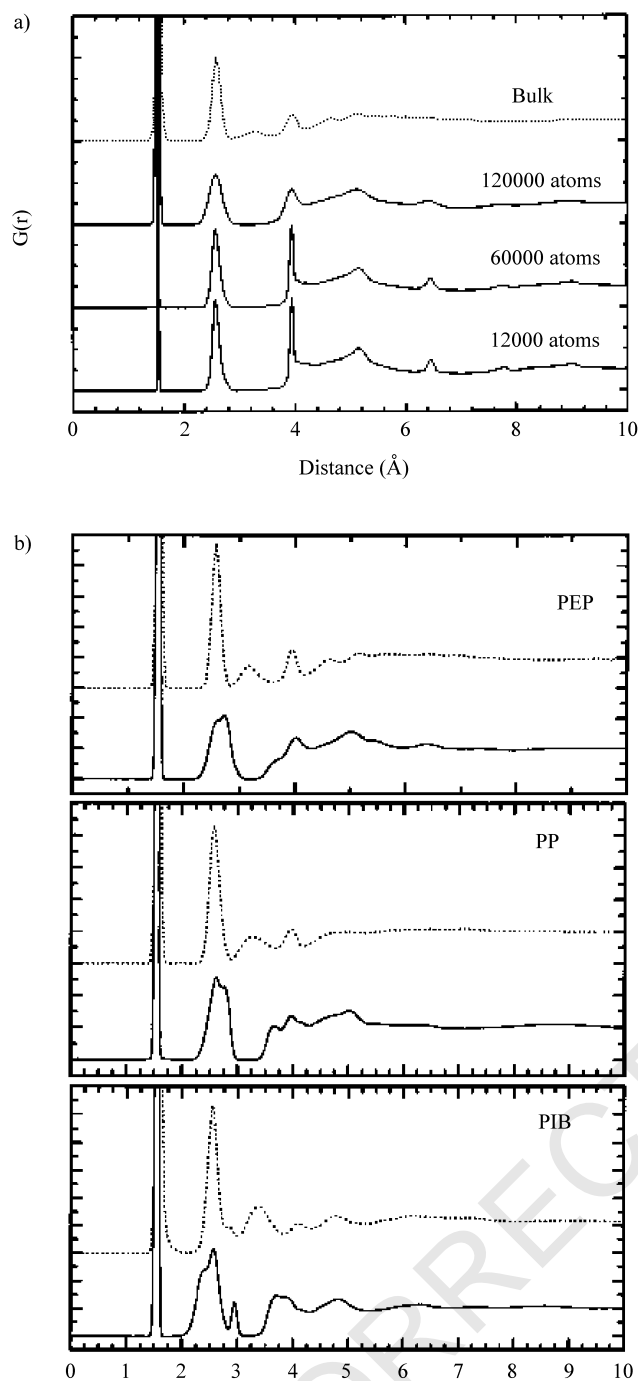 a)
Bulk
120000 atoms
G(r)
60000 atoms
12000 atoms
0 2 4 6 8 10
Distance (Å)
b)
PEP
PP
PIB
0 1 2 3 4 5 6 7 8 9 10
ORRECT